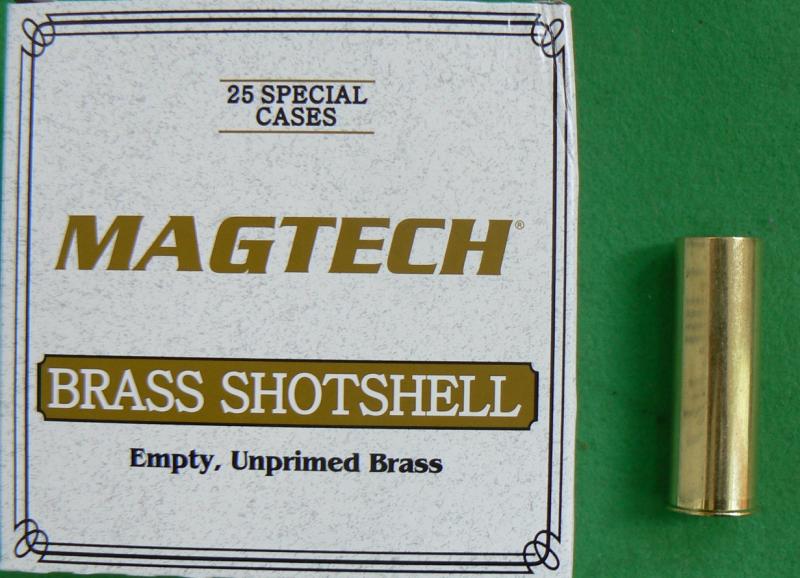 25 SPECIAL
CASES
MAGTECH®
BRASS SHOTSHELL
Empty, Unprimed Brass